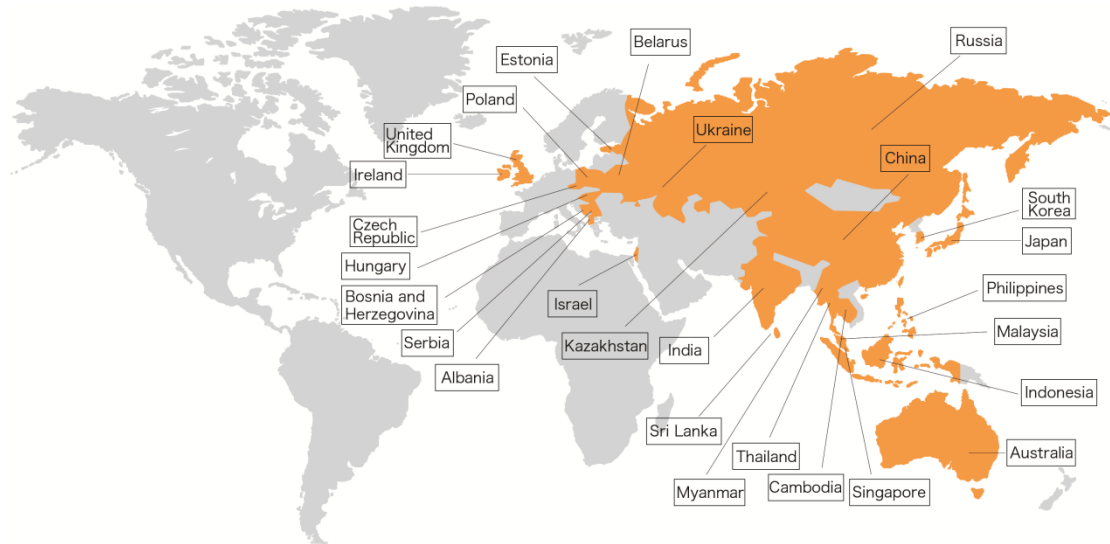 Russia
Belarus
Estonia
Poland
Ukraine
United
Kingdom
China
Ireland
South
Korea
Czech
Republic
Japan
Hungary
Philippines
Israel
Bosnia and
Herzegovina
Malaysia
Serbia
Kazakhstan
India
Albania
Indonesia
Sri Lanka
Australia
Thailand
Myanmar
Cambodia
Singapore